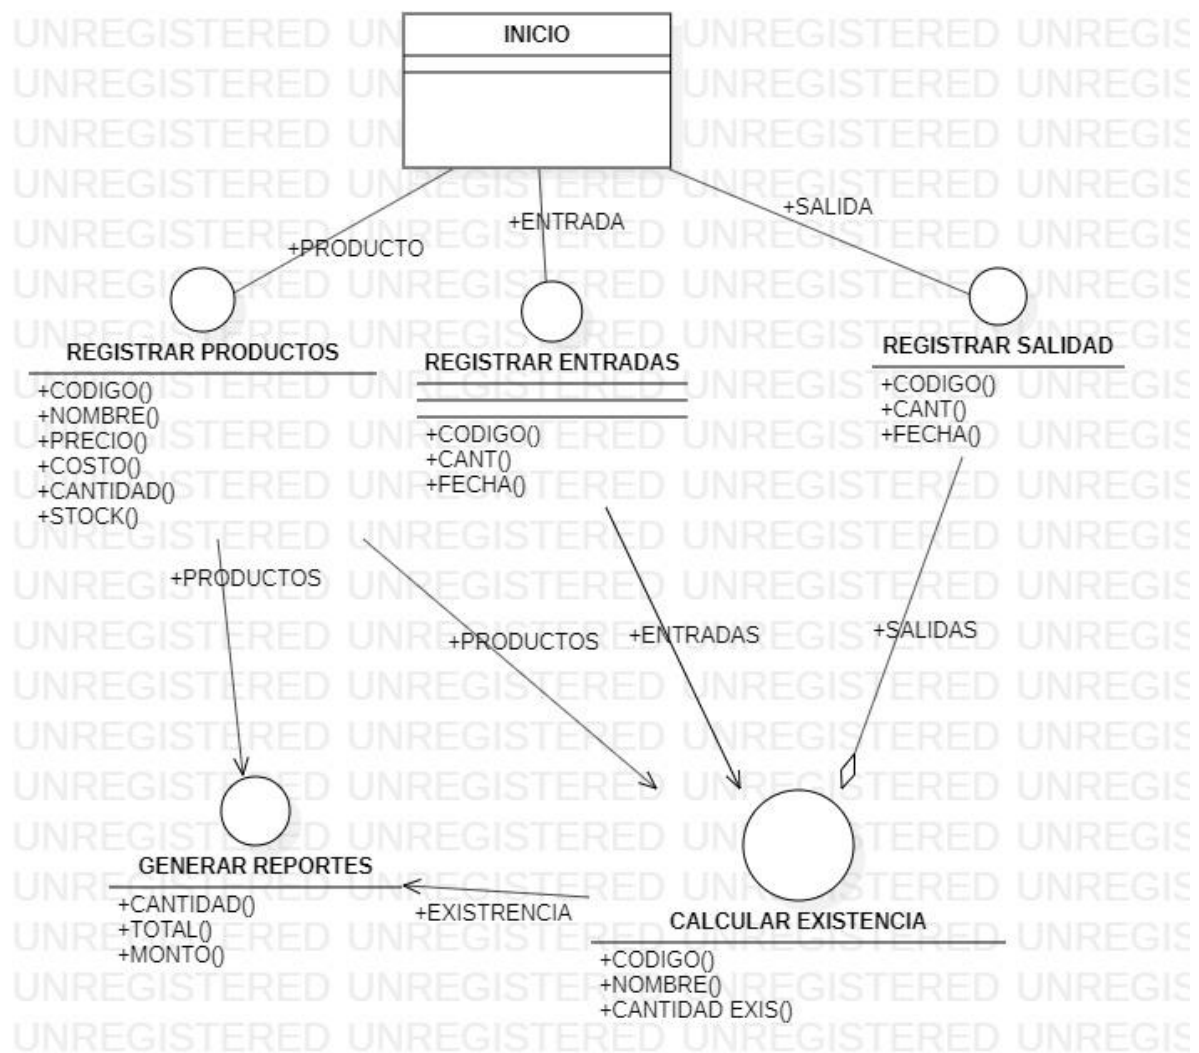 INICIO
+PRODUCTO
+ENTRADA
+SALIDA
REGISTRAR PRODUCTOS
+CODIGO()
+NOMBRE()
+PRECIO()
+COSTO()
+CANTIDAD()
+STOCK()
REGISTRAR ENTRADAS
+CODIGO()
+CANT()
+FECHA()
REGISTRAR SALIDAD
+CODIGO()
+CANT()
+FECHA()
+PRODUCTOS
+PRODUCTOS
+ENTRADAS
+SALIDAS
GENERAR REPORTES
+CANTIDAD()
+TOTAL()
+MONTO()
+EXISTRENCIA
CALCULAR EXISTENCIA
+CODIGO()
+NOMBRE()
+CANTIDAD EXIS()
UNREGISTERED